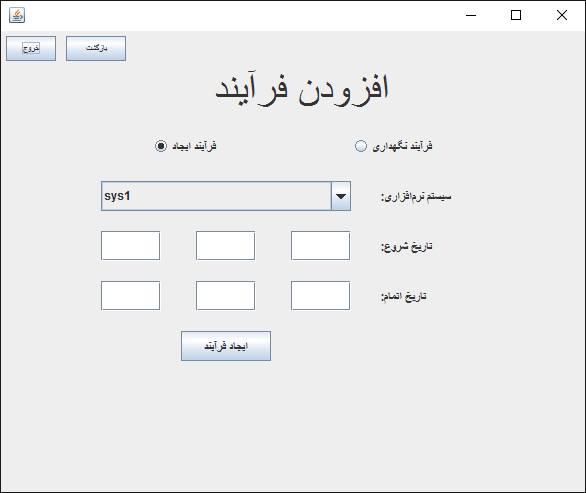 بازگشت
خروج
افزودن فرآیند
فرآیند نگهداری
فرآیند ایجاد
سیستم نرم‌افزاری:
sys1
تاریخ شروع:
تاریخ اتمام:
ایجاد فرآیند